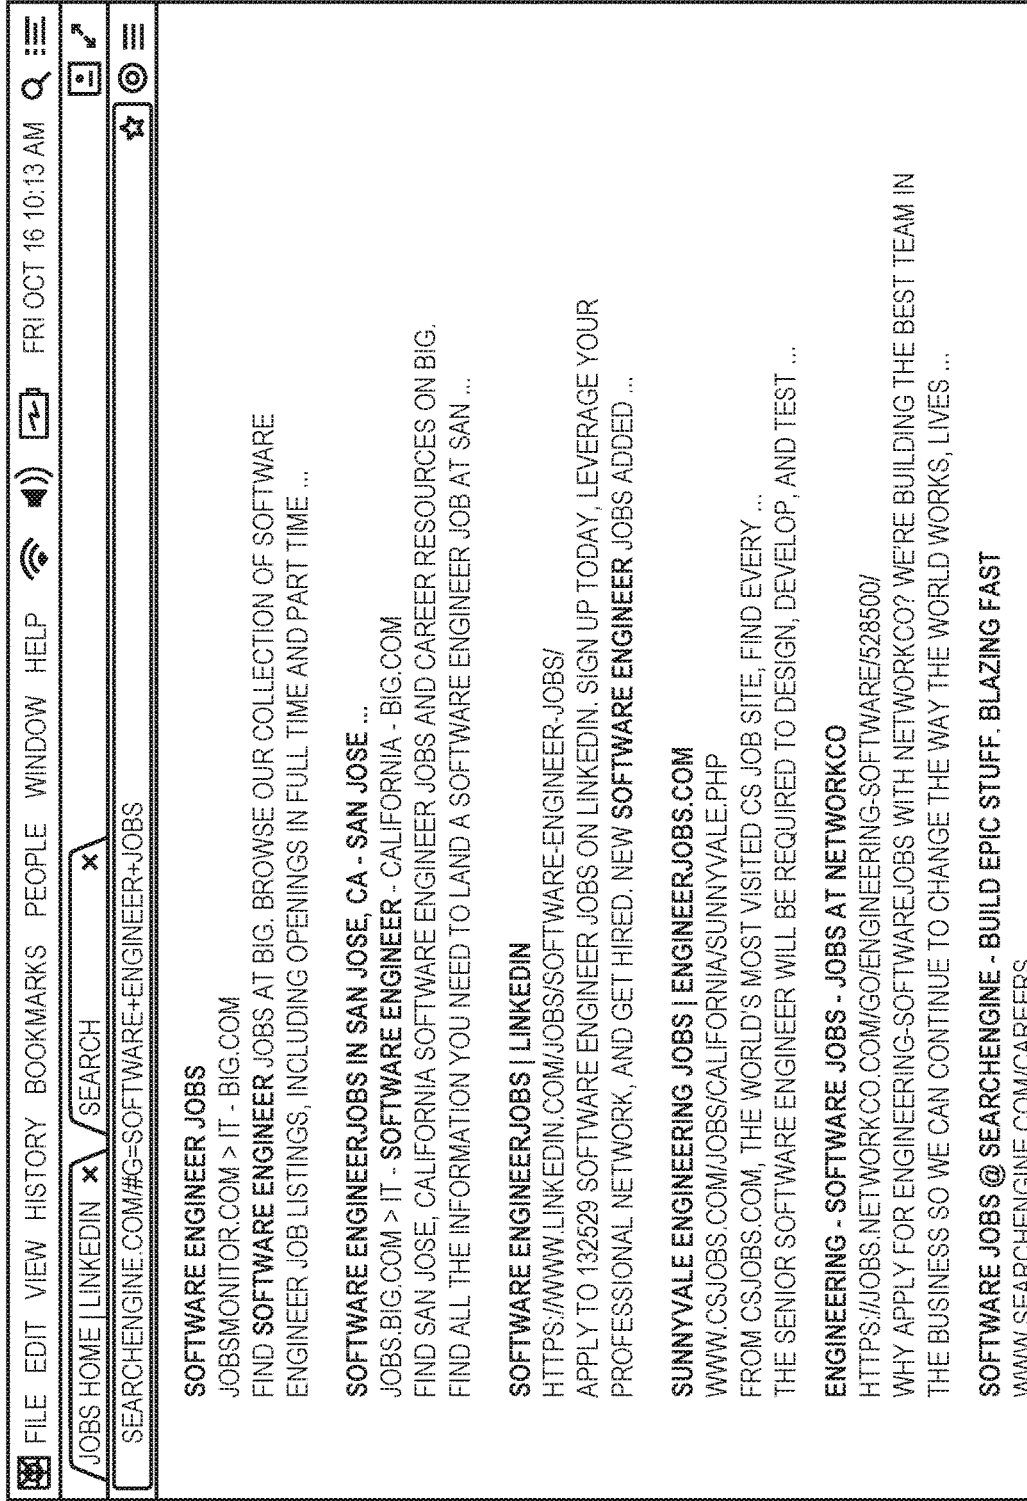 FILE EDIT VIEW HISTORY BOOKMARKS PEOPLE WINDOW HELP FRI OCT 16 10:13 AM
JOBS HOME | LINKEDIN × SEARCH ×
SEARCHENGINE.COM/#G=SOFTWARE+ENGINEER+JOBS
SOFTWARE ENGINEER JOBS
JOBSMONITOR.COM > IT - BIG.COM
FIND SOFTWARE ENGINEER JOBS AT BIG. BROWSE OUR COLLECTION OF SOFTWARE
ENGINEER JOB LISTINGS, INCLUDING OPENINGS IN FULL TIME AND PART TIME ...
SOFTWARE ENGINEERJOBS IN SAN JOSE, CA - SAN JOSE ...
JOBS.BIG.COM > IT - SOFTWARE ENGINEER - CALIFORNIA - BIG.COM
FIND SAN JOSE, CALIFORNIA SOFTWARE ENGINEER JOBS AND CAREER RESOURCES ON BIG.
FIND ALL THE INFORMATION YOU NEED TO LAND A SOFTWARE ENGINEER JOB AT SAN ...
SOFTWARE ENGINEERJOBS | LINKEDIN
HTTPS://WWW.LINKEDIN.COM/JOBS/SOFTWARE-ENGINEER-JOBS/
APPLY TO 132529 SOFTWARE ENGINEER JOBS ON LINKEDIN. SIGN UP TODAY, LEVERAGE YOUR
PROFESSIONAL NETWORK, AND GET HIRED. NEW SOFTWARE ENGINEER JOBS ADDED ...
SUNNYVALE ENGINEERING JOBS | ENGINEERJOBS.COM
WWW.CSJOBS.COM/JOBS/CALIFORNIA/SUNNYVALE.PHP
FROM CSJOBS.COM, THE WORLD'S MOST VISITED CS JOB SITE, FIND EVERY ...
THE SENIOR SOFTWARE ENGINEER WILL BE REQUIRED TO DESIGN, DEVELOP, AND TEST ...
ENGINEERING - SOFTWARE JOBS - JOBS AT NETWORKCO
HTTPS://JOBS.NETWORKCO.COM/GO/ENGINEERING-SOFTWARE/528500/
WHY APPLY FOR ENGINEERING-SOFTWAREJOBS WITH NETWORKCO? WE'RE BUILDING THE BEST TEAM IN
THE BUSINESS SO WE CAN CONTINUE TO CHANGE THE WAY THE WORLD WORKS, LIVES ...
SOFTWARE JOBS @ SEARCHENGINE - BUILD EPIC STUFF. BLAZING FAST
WWW.SEARCHENGINE.COM/CAREERS